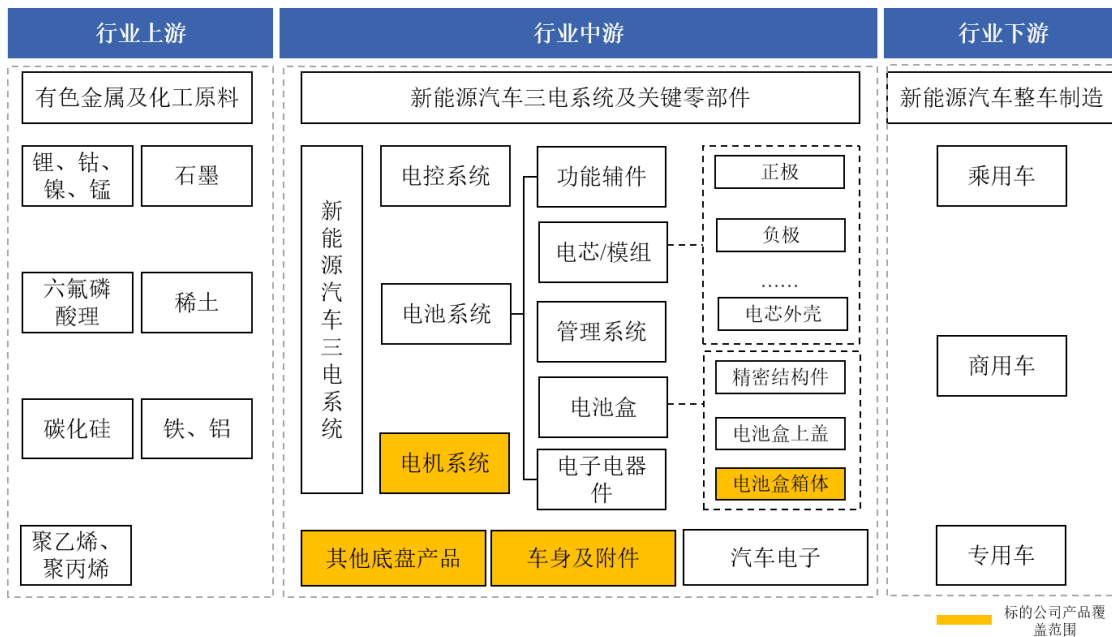 行业上游
行业中游
行业下游
有色金属及化工原料
新能源汽车三电系统及关键零部件
新能源汽车整车制造
锂、钴、
镍、锰
石墨
六氟磷
酸理
稀土
碳化硅
铁、铝
聚乙烯、
聚丙烯
新能源汽车三电系统
电控系统
电池系统
电机系统
功能辅件
电芯/模组
管理系统
电池盒
电子电器
件
正极
负极
……
电芯外壳
精密结构件
电池盒上盖
电池盒箱体
其他底盘产品
车身及附件
汽车电子
乘用车
商用车
专用车
标的公司产品覆
盖范围